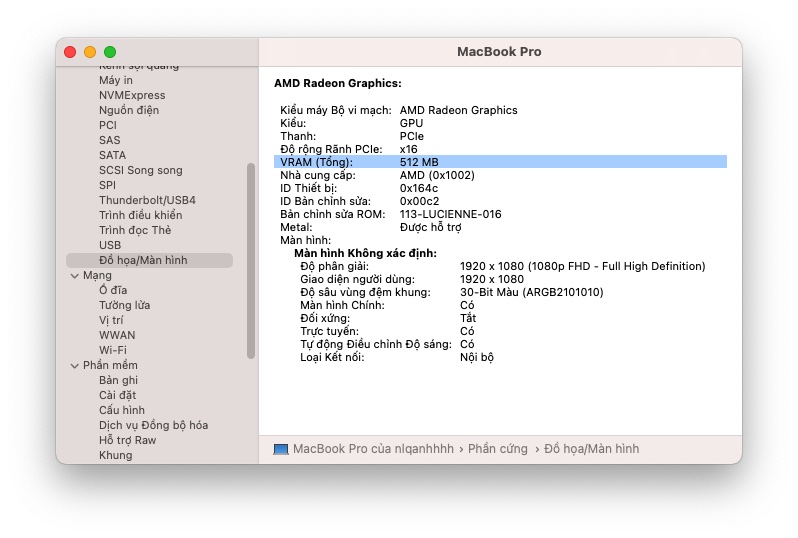 MacBook Pro
Kênh sợi quang
Máy in
NVMExpress
Nguồn điện
PCI
SAS
SATA
SCSI Song song
SPI
Thunderbolt/USB4
Trình điều khiển
Trình đọc Thẻ
USB
Đồ họa/Màn hình
Mạng
Ổ đĩa
Tường lửa
Vị trí
WWAN
Wi-Fi
Phần mềm
Bản ghi
Cài đặt
Cấu hình
Dịch vụ Đồng bộ hóa
Hỗ trợ Raw
Khung
AMD Radeon Graphics:
Kiểu máy Bộ vi mạch: AMD Radeon Graphics
Kiểu: GPU
Thanh: PCIe
Độ rộng Rãnh PCIe: x16
VRAM (Tổng): 512 MB
Nhà cung cấp: AMD (0x1002)
ID Thiết bị: 0x164c
ID Bản chỉnh sửa: 0x00c2
Bản chỉnh sửa ROM: 113-LUCIENNE-016
Metal: Được hỗ trợ
Màn hình:
Màn hình Không xác định:
Độ phân giải: 1920 x 1080 (1080p FHD - Full High Definition)
Giao diện người dùng: 1920 x 1080
Độ sâu vùng đệm khung: 30-Bit Màu (ARGB2101010)
Màn hình Chính: Có
Đối xứng: Tắt
Trực tuyến: Có
Tự động Điều chỉnh Độ sáng: Có
Loại Kết nối: Nội bộ
MacBook Pro của nlqanhhhh › Phần cứng › Đồ họa/Màn hình